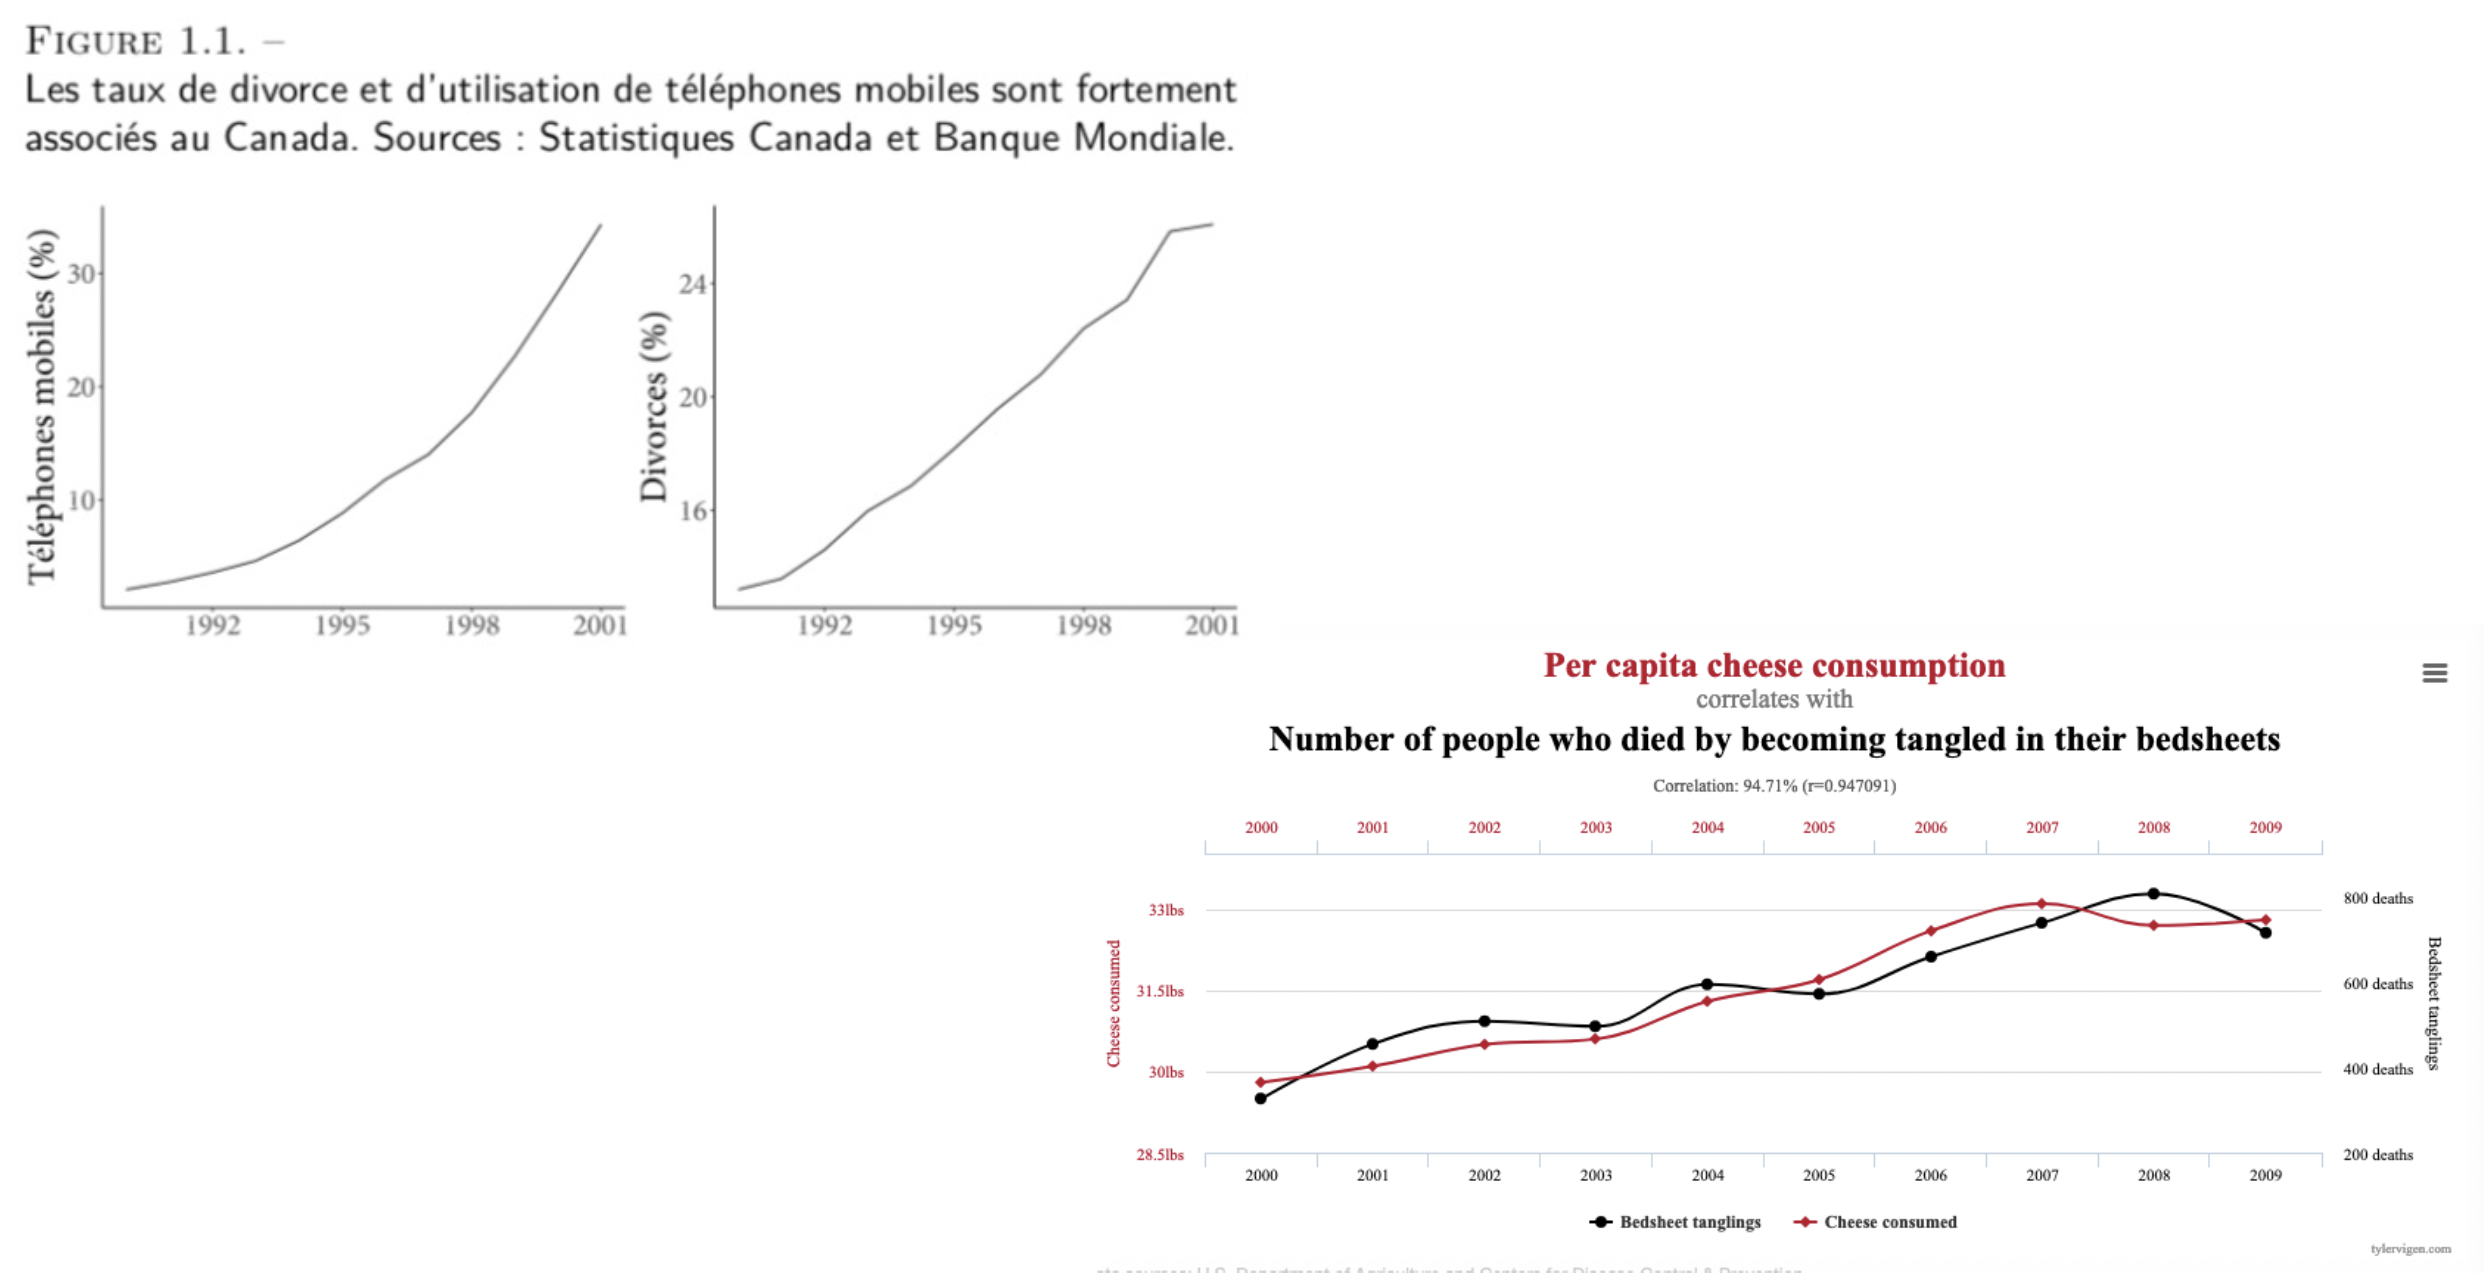 FIGURE 1.1. –
Les taux de divorce et d'utilisation de téléphones mobiles sont fortement
associés au Canada. Sources : Statistiques Canada et Banque Mondiale.
Téléphones mobiles (%)
30
20
10
1992 1995 1998 2001
Divorces (%)
24
20
16
1992 1995 1998 2001
Per capita cheese consumption
correlates with
Number of people who died by becoming tangled in their bedsheets
Correlation: 94.71% (r=0.947091)
2000 2001 2002 2003 2004 2005 2006 2007 2008 2009
Cheese consumed
33lbs
31.5lbs
30lbs
28.5lbs
800 deaths
600 deaths
400 deaths
200 deaths
Bedsheet tanglings
2000 2001 2002 2003 2004 2005 2006 2007 2008 2009
Bedsheet tanglings Cheese consumed
tylervigen.com